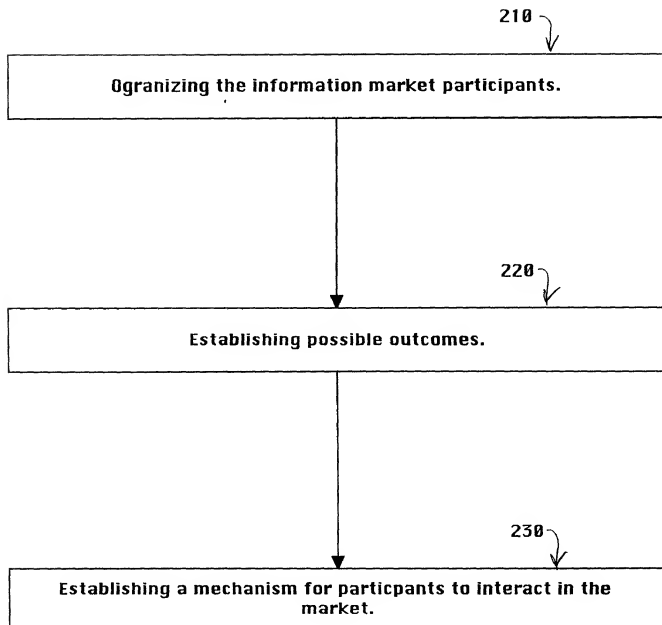 210
Ogranizing the information market participants.
220
Establishing possible outcomes.
230
Establishing a mechanism for particpants to interact in the
market.